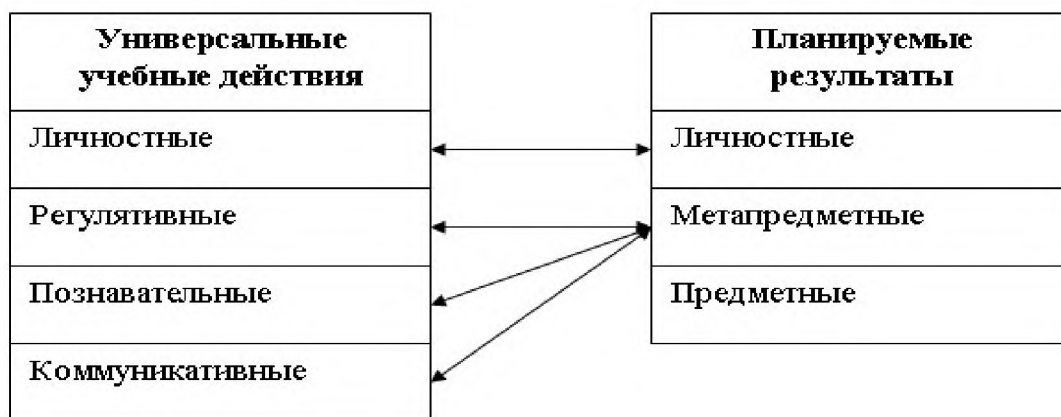 Универсальные
учебные действия
Личностные
Регулятивные
Познавательные
Коммуникативные
Планируемые
результаты
Личностные
Метапредметные
Предметные